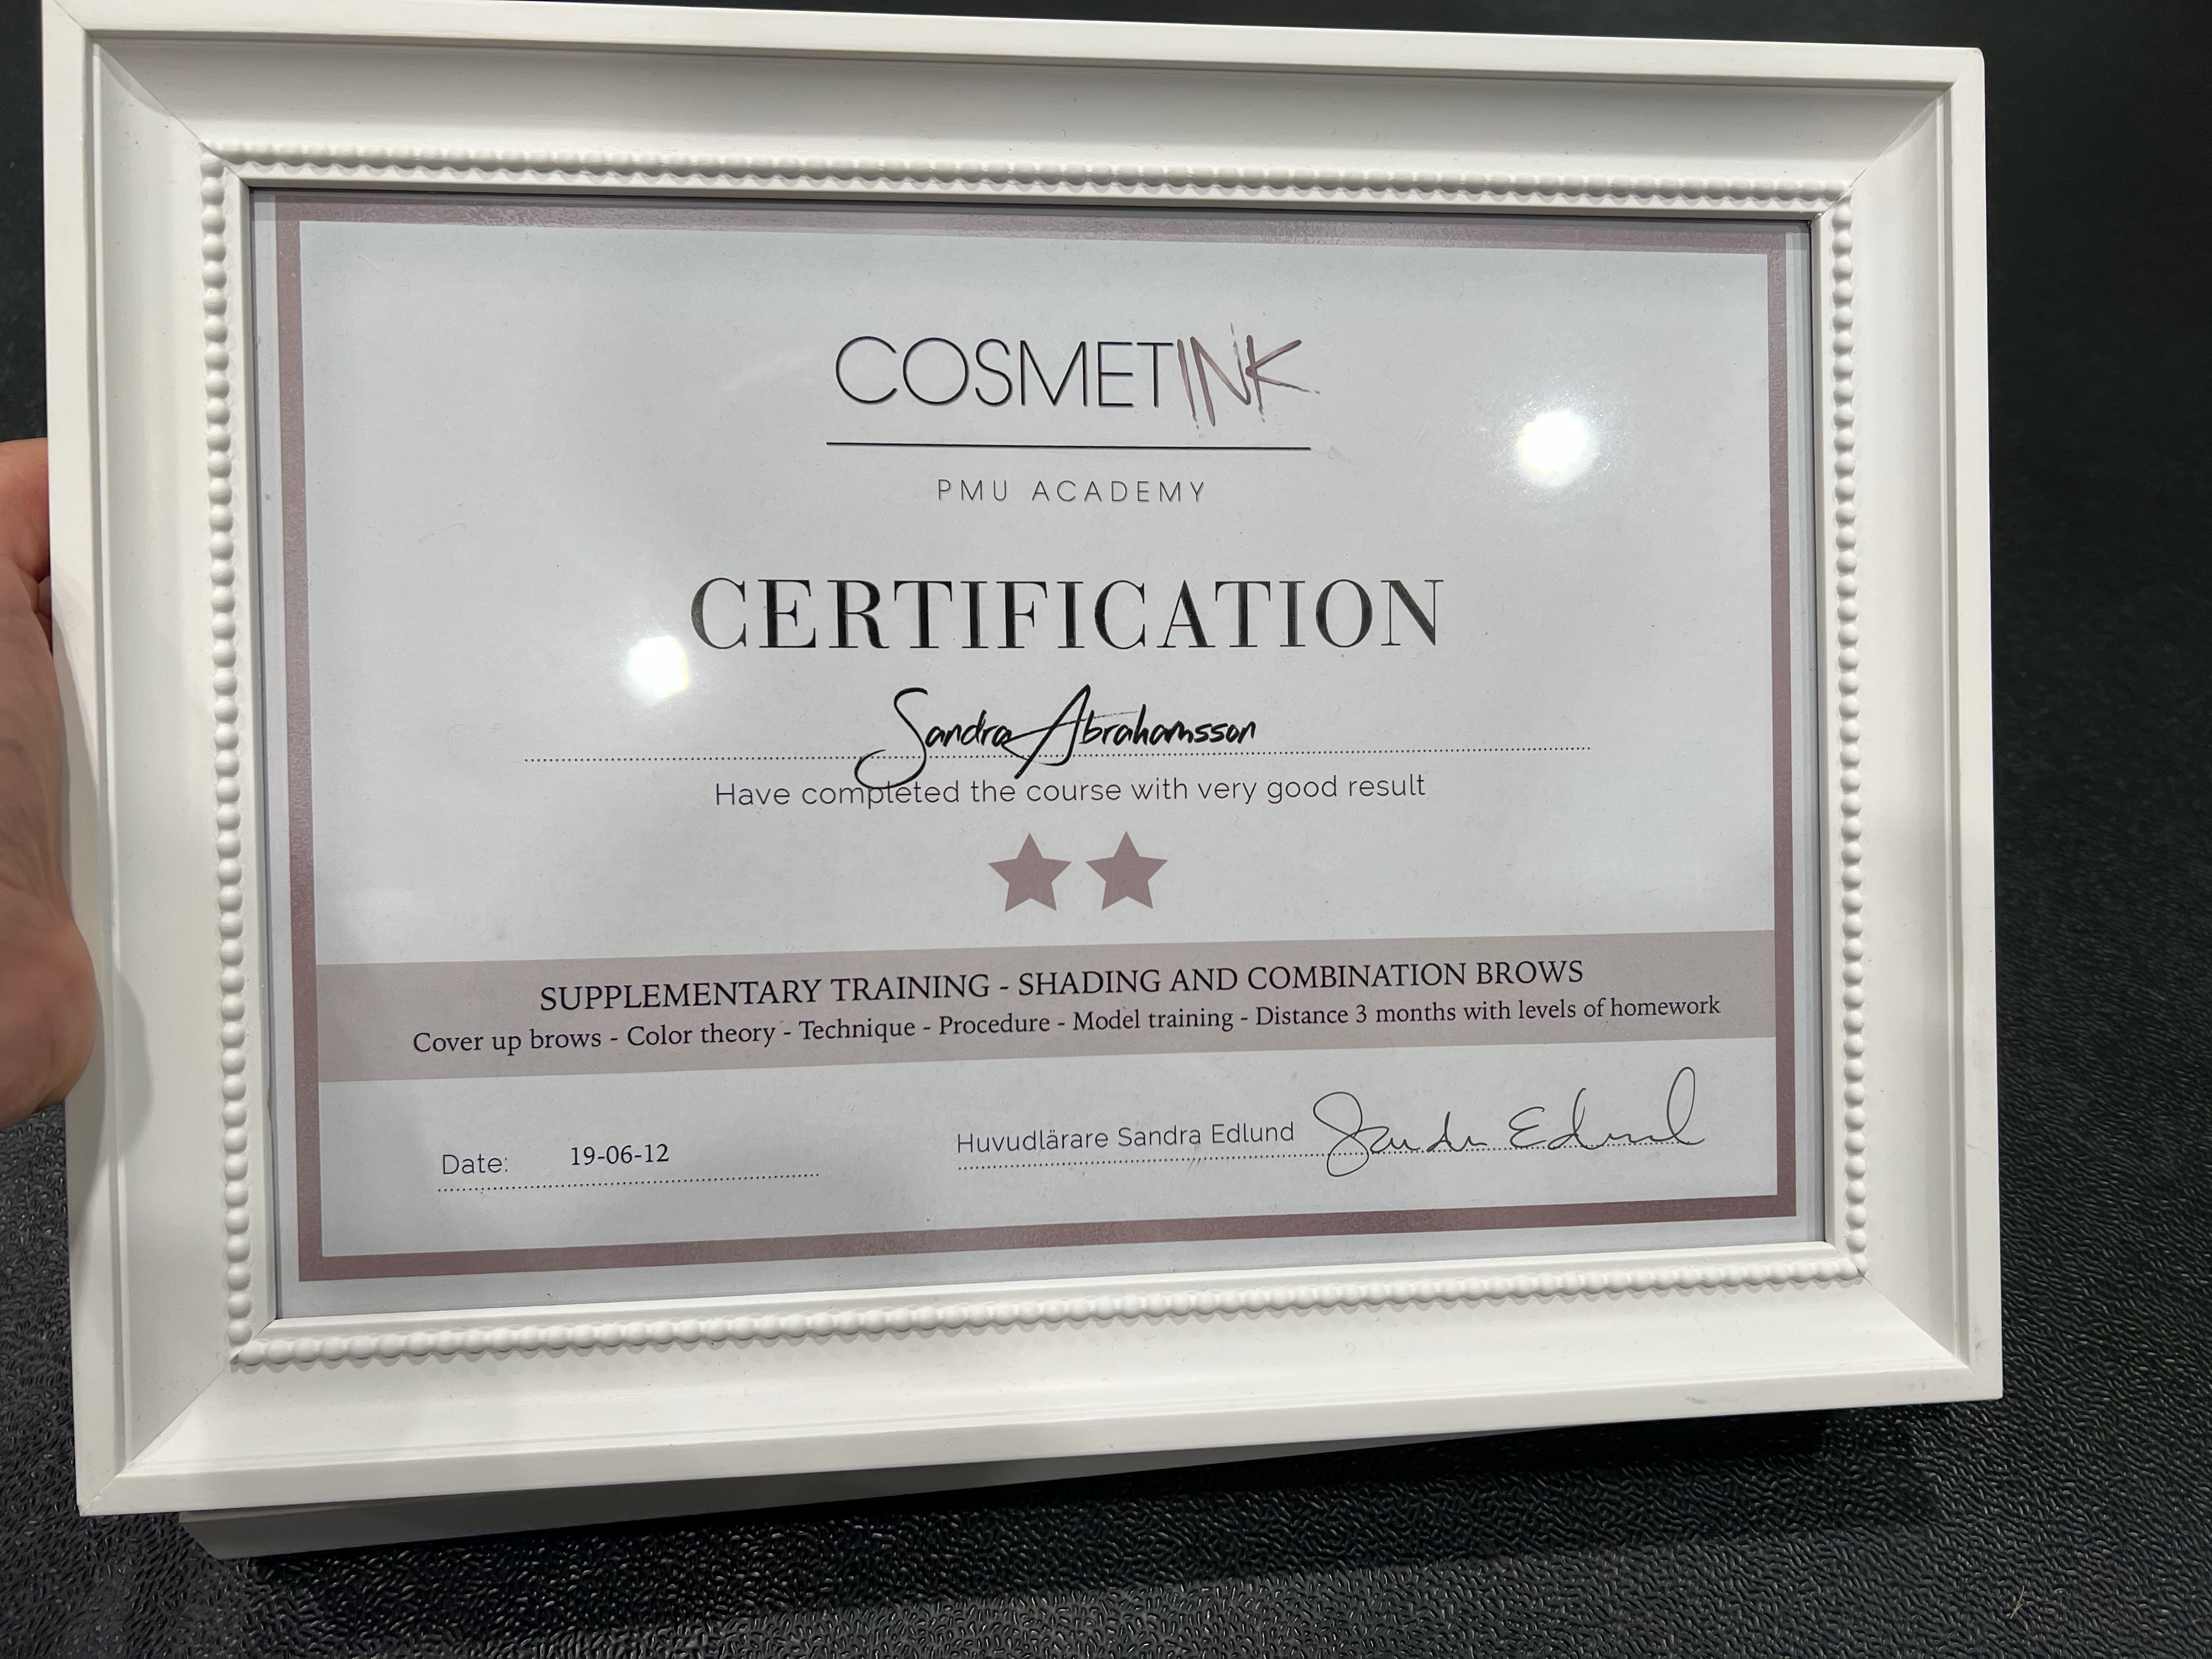 COSMETINK
PMU ACADEMY
CERTIFICATION
Sandra Abrahamsson
Have completed the course with very good result
SUPPLEMENTARY TRAINING - SHADING AND COMBINATION BROWS
Cover up brows - Color theory - Technique - Procedure - Model training - Distance 3 months with levels of homework
Date: 19-06-12
Huvudlärare Sandra Edlund Sandra Edlund